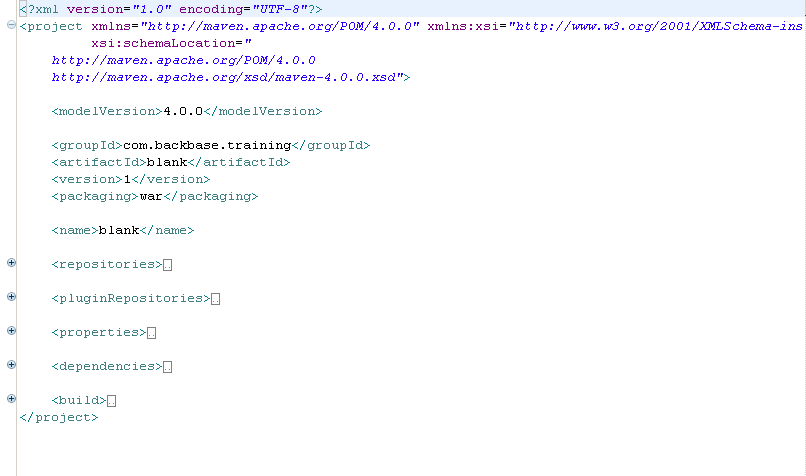 <?xml version="1.0" encoding="UTF-8"?>
<project xmlns="http://maven.apache.org/POM/4.0.0" xmlns:xsi="http://www.w3.org/2001/XMLSchema-ins
xsi:schemaLocation="
http://maven.apache.org/POM/4.0.0
http://maven.apache.org/xsd/maven-4.0.0.xsd">
<modelVersion>4.0.0</modelVersion>
<groupId>com.backbase.training</groupId>
<artifactId>blank</artifactId>
<version>1</version>
<packaging>war</packaging>
<name>blank</name>
<repositories>
<pluginRepositories>
<properties>
<dependencies>
<build>
</project>